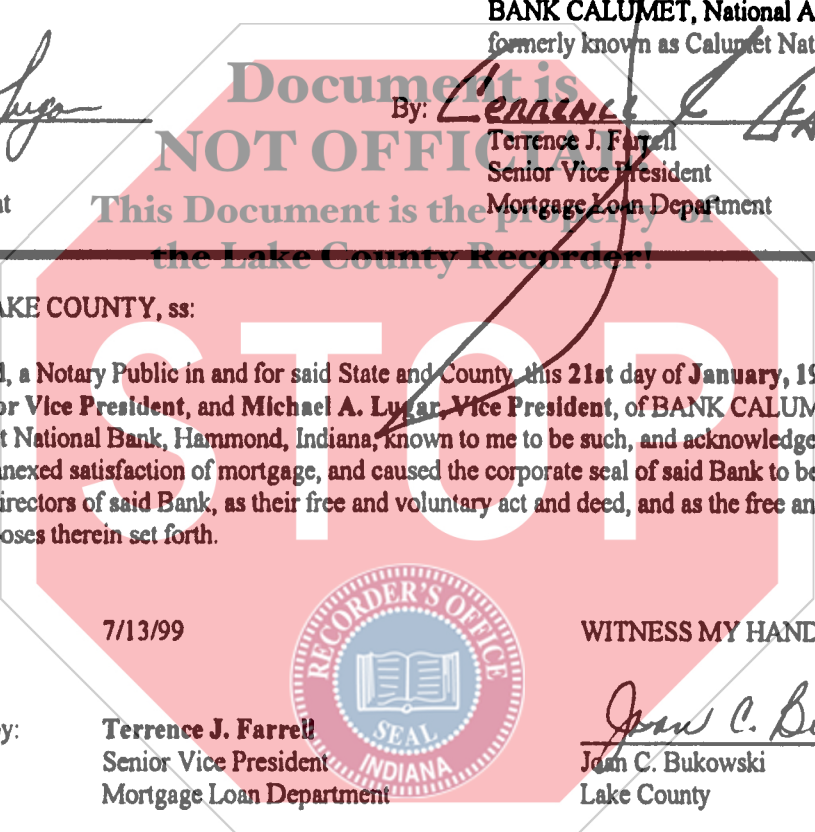 BANK CALUMET, National A
formerly known as Calumet Nat
Document is
NOT OFFICIAL!
This Document is the property of
the Lake County Recorder!
By: Terrence
Terrence J. Farrell
Senior Vice President
Mortgage Loan Department
nt
AKE COUNTY, ss:
, a Notary Public in and for said State and County, this 21st day of January, 19
or Vice President, and Michael A. Lugar, Vice President, of BANK CALUM
t National Bank, Hammond, Indiana, known to me to be such, and acknowledge
nexed satisfaction of mortgage, and caused the corporate seal of said Bank to be
irectors of said Bank, as their free and voluntary act and deed, and as the free an
oses therein set forth.
STOP
7/13/99
WITNESS MY HAND
RECORDER'S OFFICE
SEAL
INDIANA
y:
Terrence J. Farrell
Senior Vice President
Mortgage Loan Department
Joan C. Bu
Joan C. Bukowski
Lake County